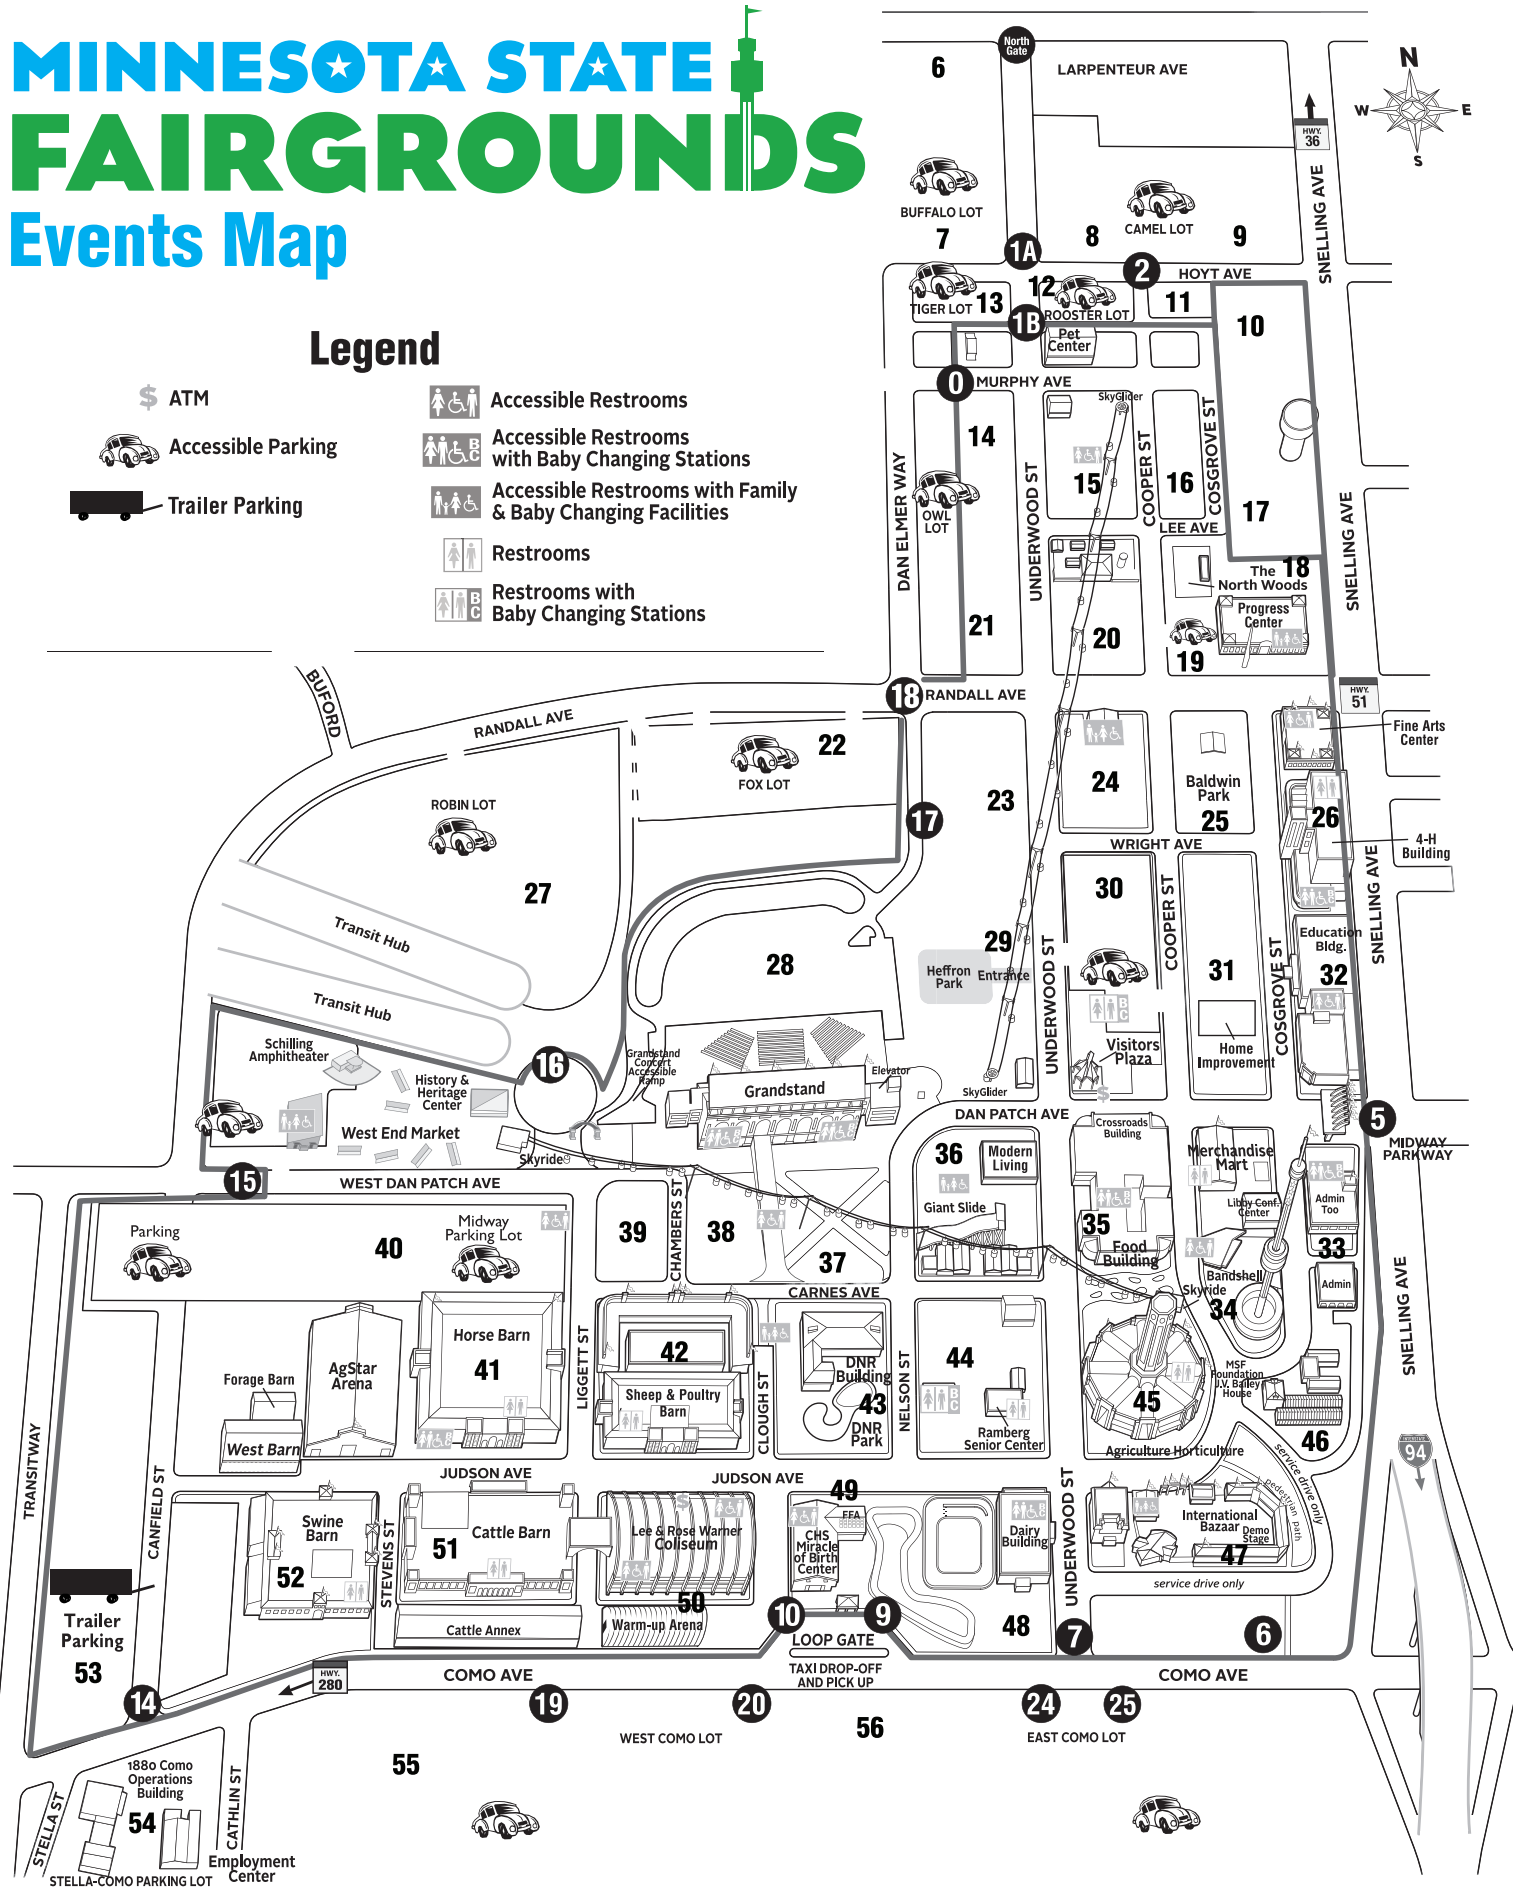 MINNESOTA STATE
FAIRGROUNDS
Events Map
Legend
$ ATM
Accessible Parking
Trailer Parking
Accessible Restrooms
Accessible Restrooms
with Baby Changing Stations
Accessible Restrooms with Family
& Baby Changing Facilities
Restrooms
Restrooms with
Baby Changing Stations
N
W E
S
North
Gate
6
LARPENTEUR AVE
HWY.
36
SNELLING AVE
BUFFALO LOT
7
CAMEL LOT
8
9
1A
2
HOYT AVE
TIGER LOT
13
12
ROOSTER LOT
11
10
1B
Pet
Center
0
MURPHY AVE
SkyGlider
14
15
16
17
OWL
LOT
DAN ELMER WAY
UNDERWOOD ST
COOPER ST
COSGROVE ST
LEE AVE
SNELLING AVE
18
The
North Woods
Progress
Center
19
20
21
18
RANDALL AVE
HWY.
51
BUFORD
RANDALL AVE
22
FOX LOT
23
24
Baldwin
Park
25
Fine Arts
Center
26
4-H
Building
ROBIN LOT
17
WRIGHT AVE
27
Transit Hub
Transit Hub
28
29
30
31
Heffron
Park
Entrance
UNDERWOOD ST
COOPER ST
COSGROVE ST
SNELLING AVE
Education
Bldg.
32
Schilling
Amphitheater
History &
Heritage
Center
West End Market
16
Grandstand
Concert
Accessible
Ramp
Grandstand
Elevator
SkyGlider
Visitors
Plaza
$
Home
Improvement
DAN PATCH AVE
Crossroads
Building
5
MIDWAY
PARKWAY
15
Skyride
WEST DAN PATCH AVE
36
Modern
Living
Giant Slide
Merchandise
Mart
Libby Conf.
Center
Admin
Too
33
Admin
Parking
40
Midway
Parking Lot
39
CHAMBERS ST
38
37
35
Food
Building
Bandshell
Skyride
34
CARNES AVE
SNELLING AVE
TRANSITWAY
Horse Barn
41
AgStar
Arena
Forage Barn
West Barn
LIGGETT ST
42
Sheep & Poultry
Barn
CLOUGH ST
DNR
Building
43
DNR
Park
NELSON ST
44
Ramberg
Senior Center
45
Agriculture Horticulture
MSF
Foundation
J.V. Bailey
House
46
INTERSTATE
94
JUDSON AVE
JUDSON AVE
CANFIELD ST
Swine
Barn
52
STEVENS ST
51
Cattle Barn
$
Lee & Rose Warner
Coliseum
50
49
FFA
CHS
Miracle
of Birth
Center
Dairy
Building
UNDERWOOD ST
International
Bazaar
Demo
Stage
47
service drive only
pedestrian path
service drive only
Cattle Annex
Warm-up Arena
10
9
LOOP GATE
TAXI DROP-OFF
AND PICK UP
48
7
6
Trailer
Parking
53
14
HWY.
280
COMO AVE
COMO AVE
19
20
24
25
WEST COMO LOT
56
EAST COMO LOT
55
1880 Como
Operations
Building
54
STELLA ST
CATHLIN ST
Employment
Center
STELLA-COMO PARKING LOT